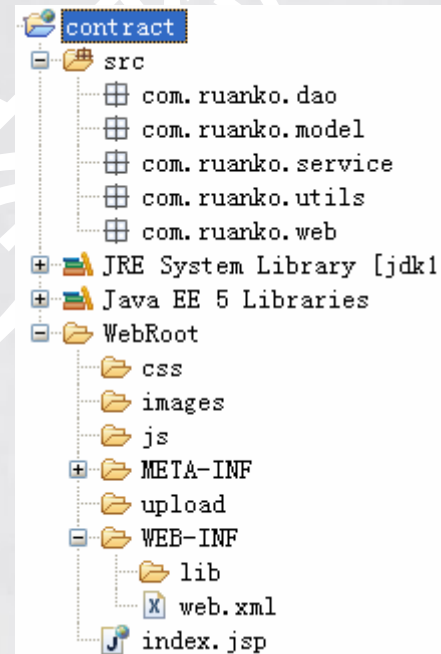 contract
src
com.ruanko.dao
com.ruanko.model
com.ruanko.service
com.ruanko.utils
com.ruanko.web
JRE System Library [jdk1
Java EE 5 Libraries
WebRoot
css
images
js
META-INF
upload
WEB-INF
lib
web.xml
index.jsp